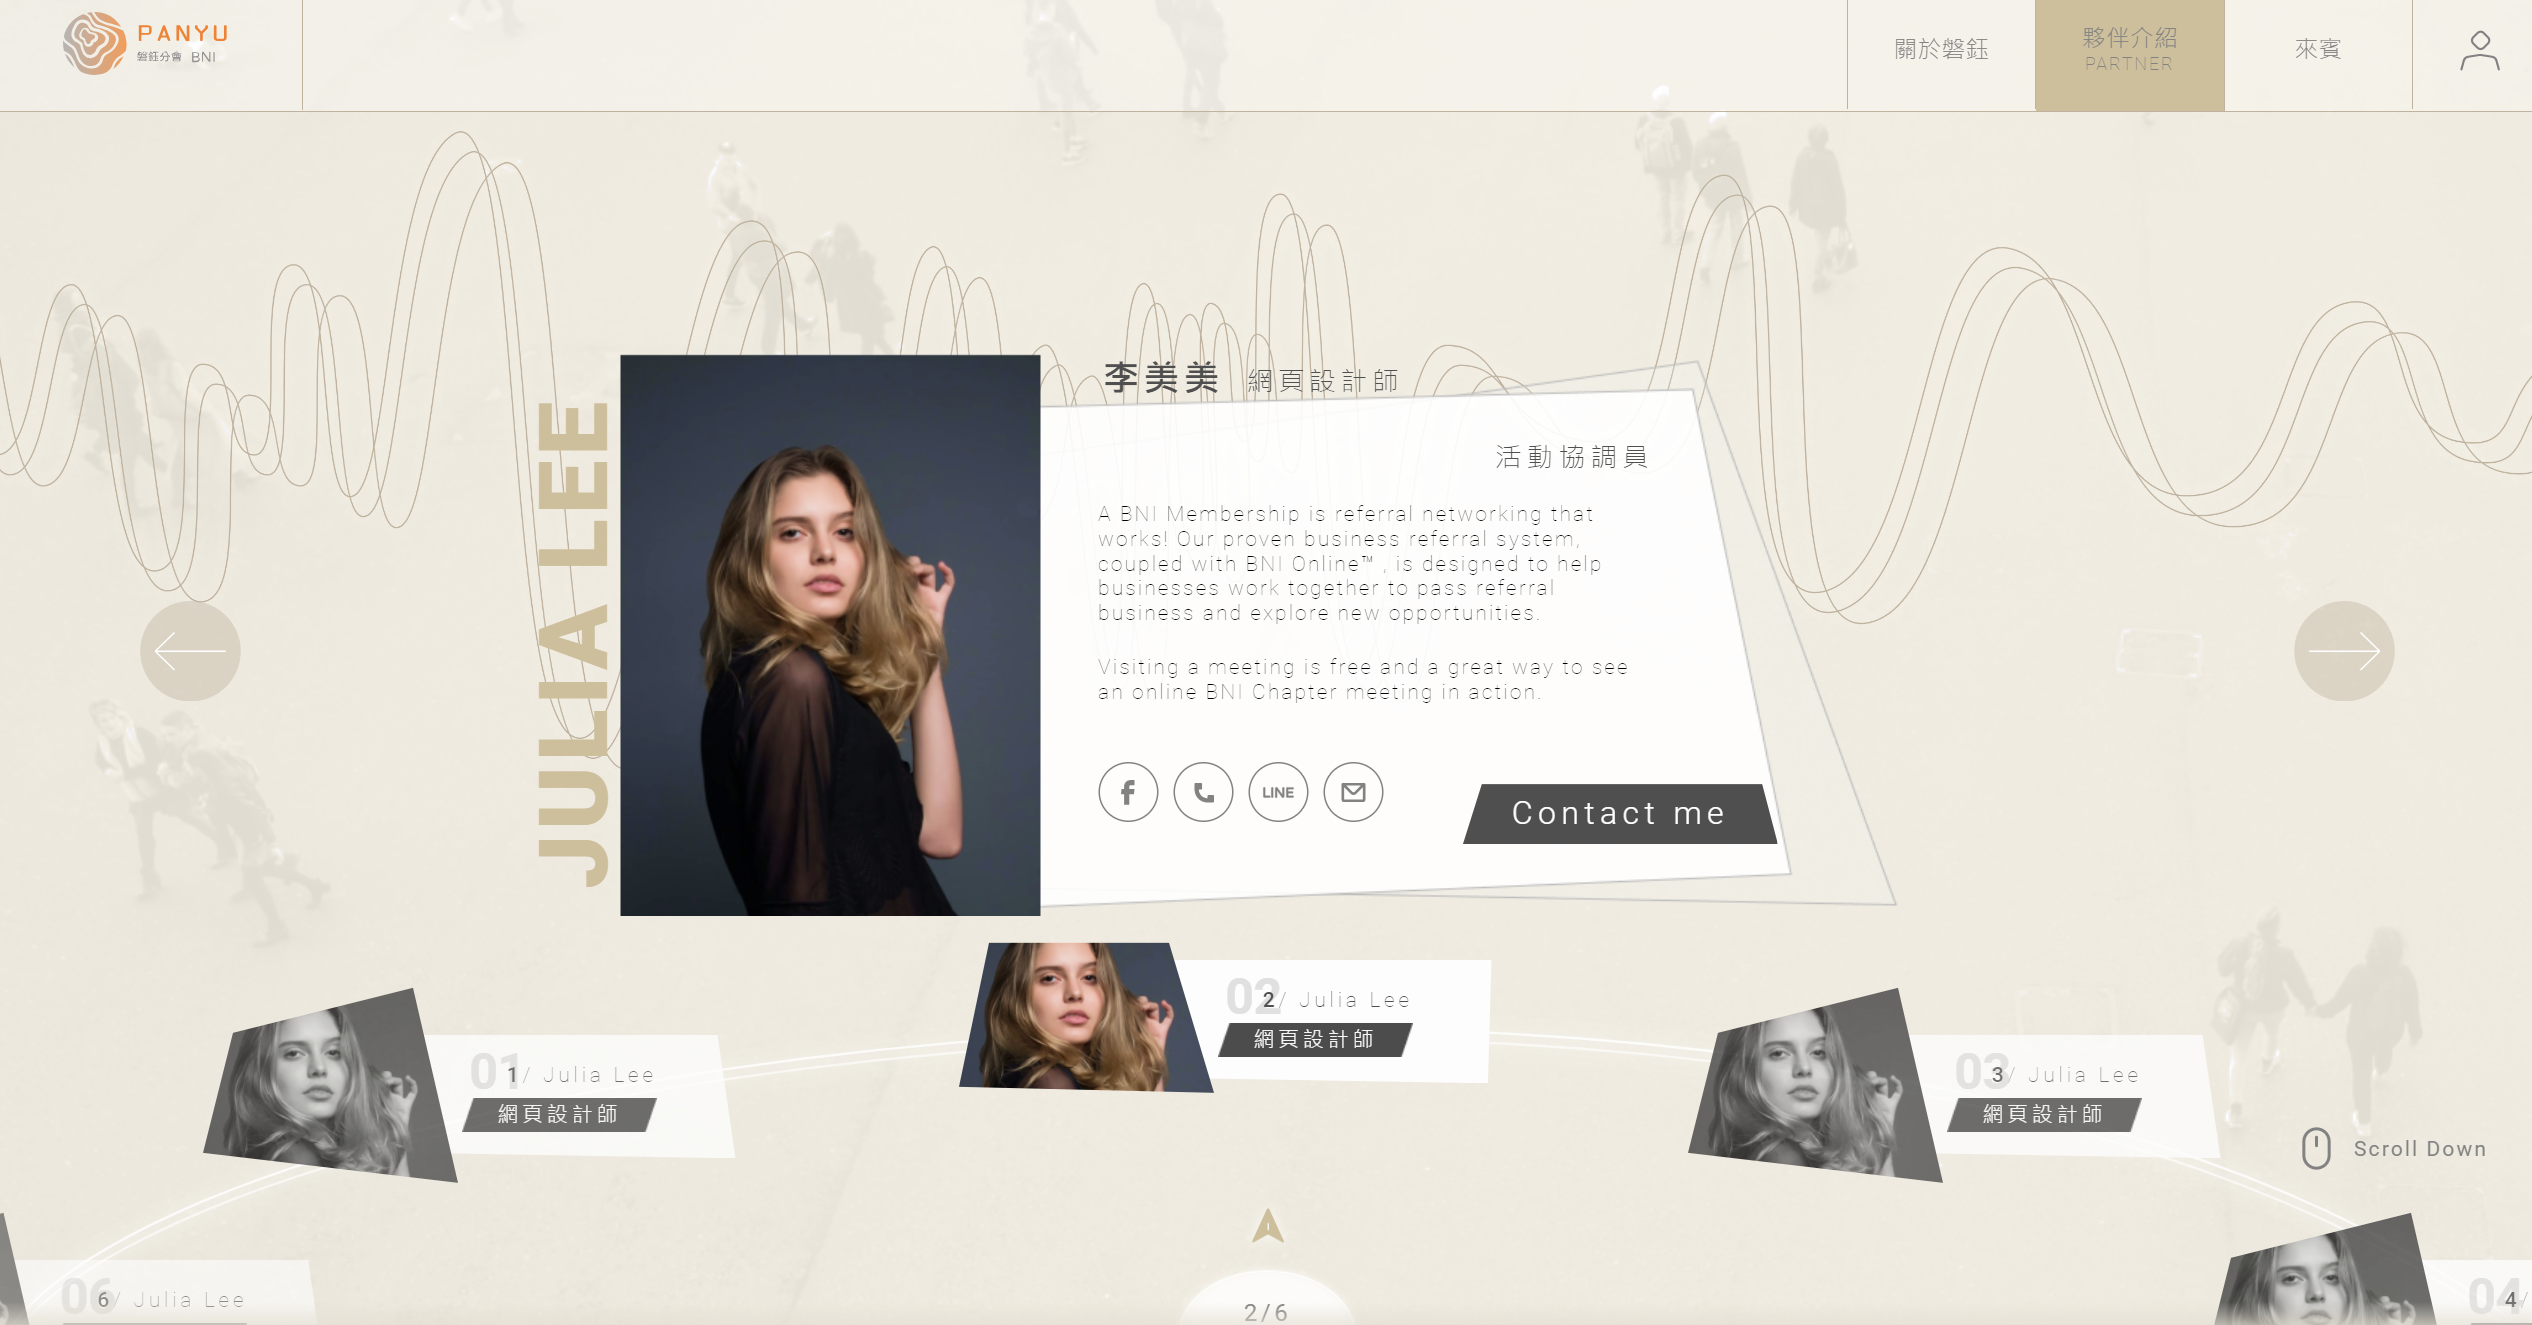 PANYU
磐鈺分會 BNI
關於磐鈺
夥伴介紹
PARTNER
來賓
JULIA LEE
李美美 網頁設計師
活動協調員
A BNI Membership is referral networking that
works! Our proven business referral system,
coupled with BNI Online™ , is designed to help
businesses work together to pass referral
business and explore new opportunities.
Visiting a meeting is free and a great way to see
an online BNI Chapter meeting in action.
LINE
Contact me
01
1/ Julia Lee
網頁設計師
02
2/ Julia Lee
網頁設計師
03
3/ Julia Lee
網頁設計師
Scroll Down
06
6/ Julia Lee
04
4/
2/6